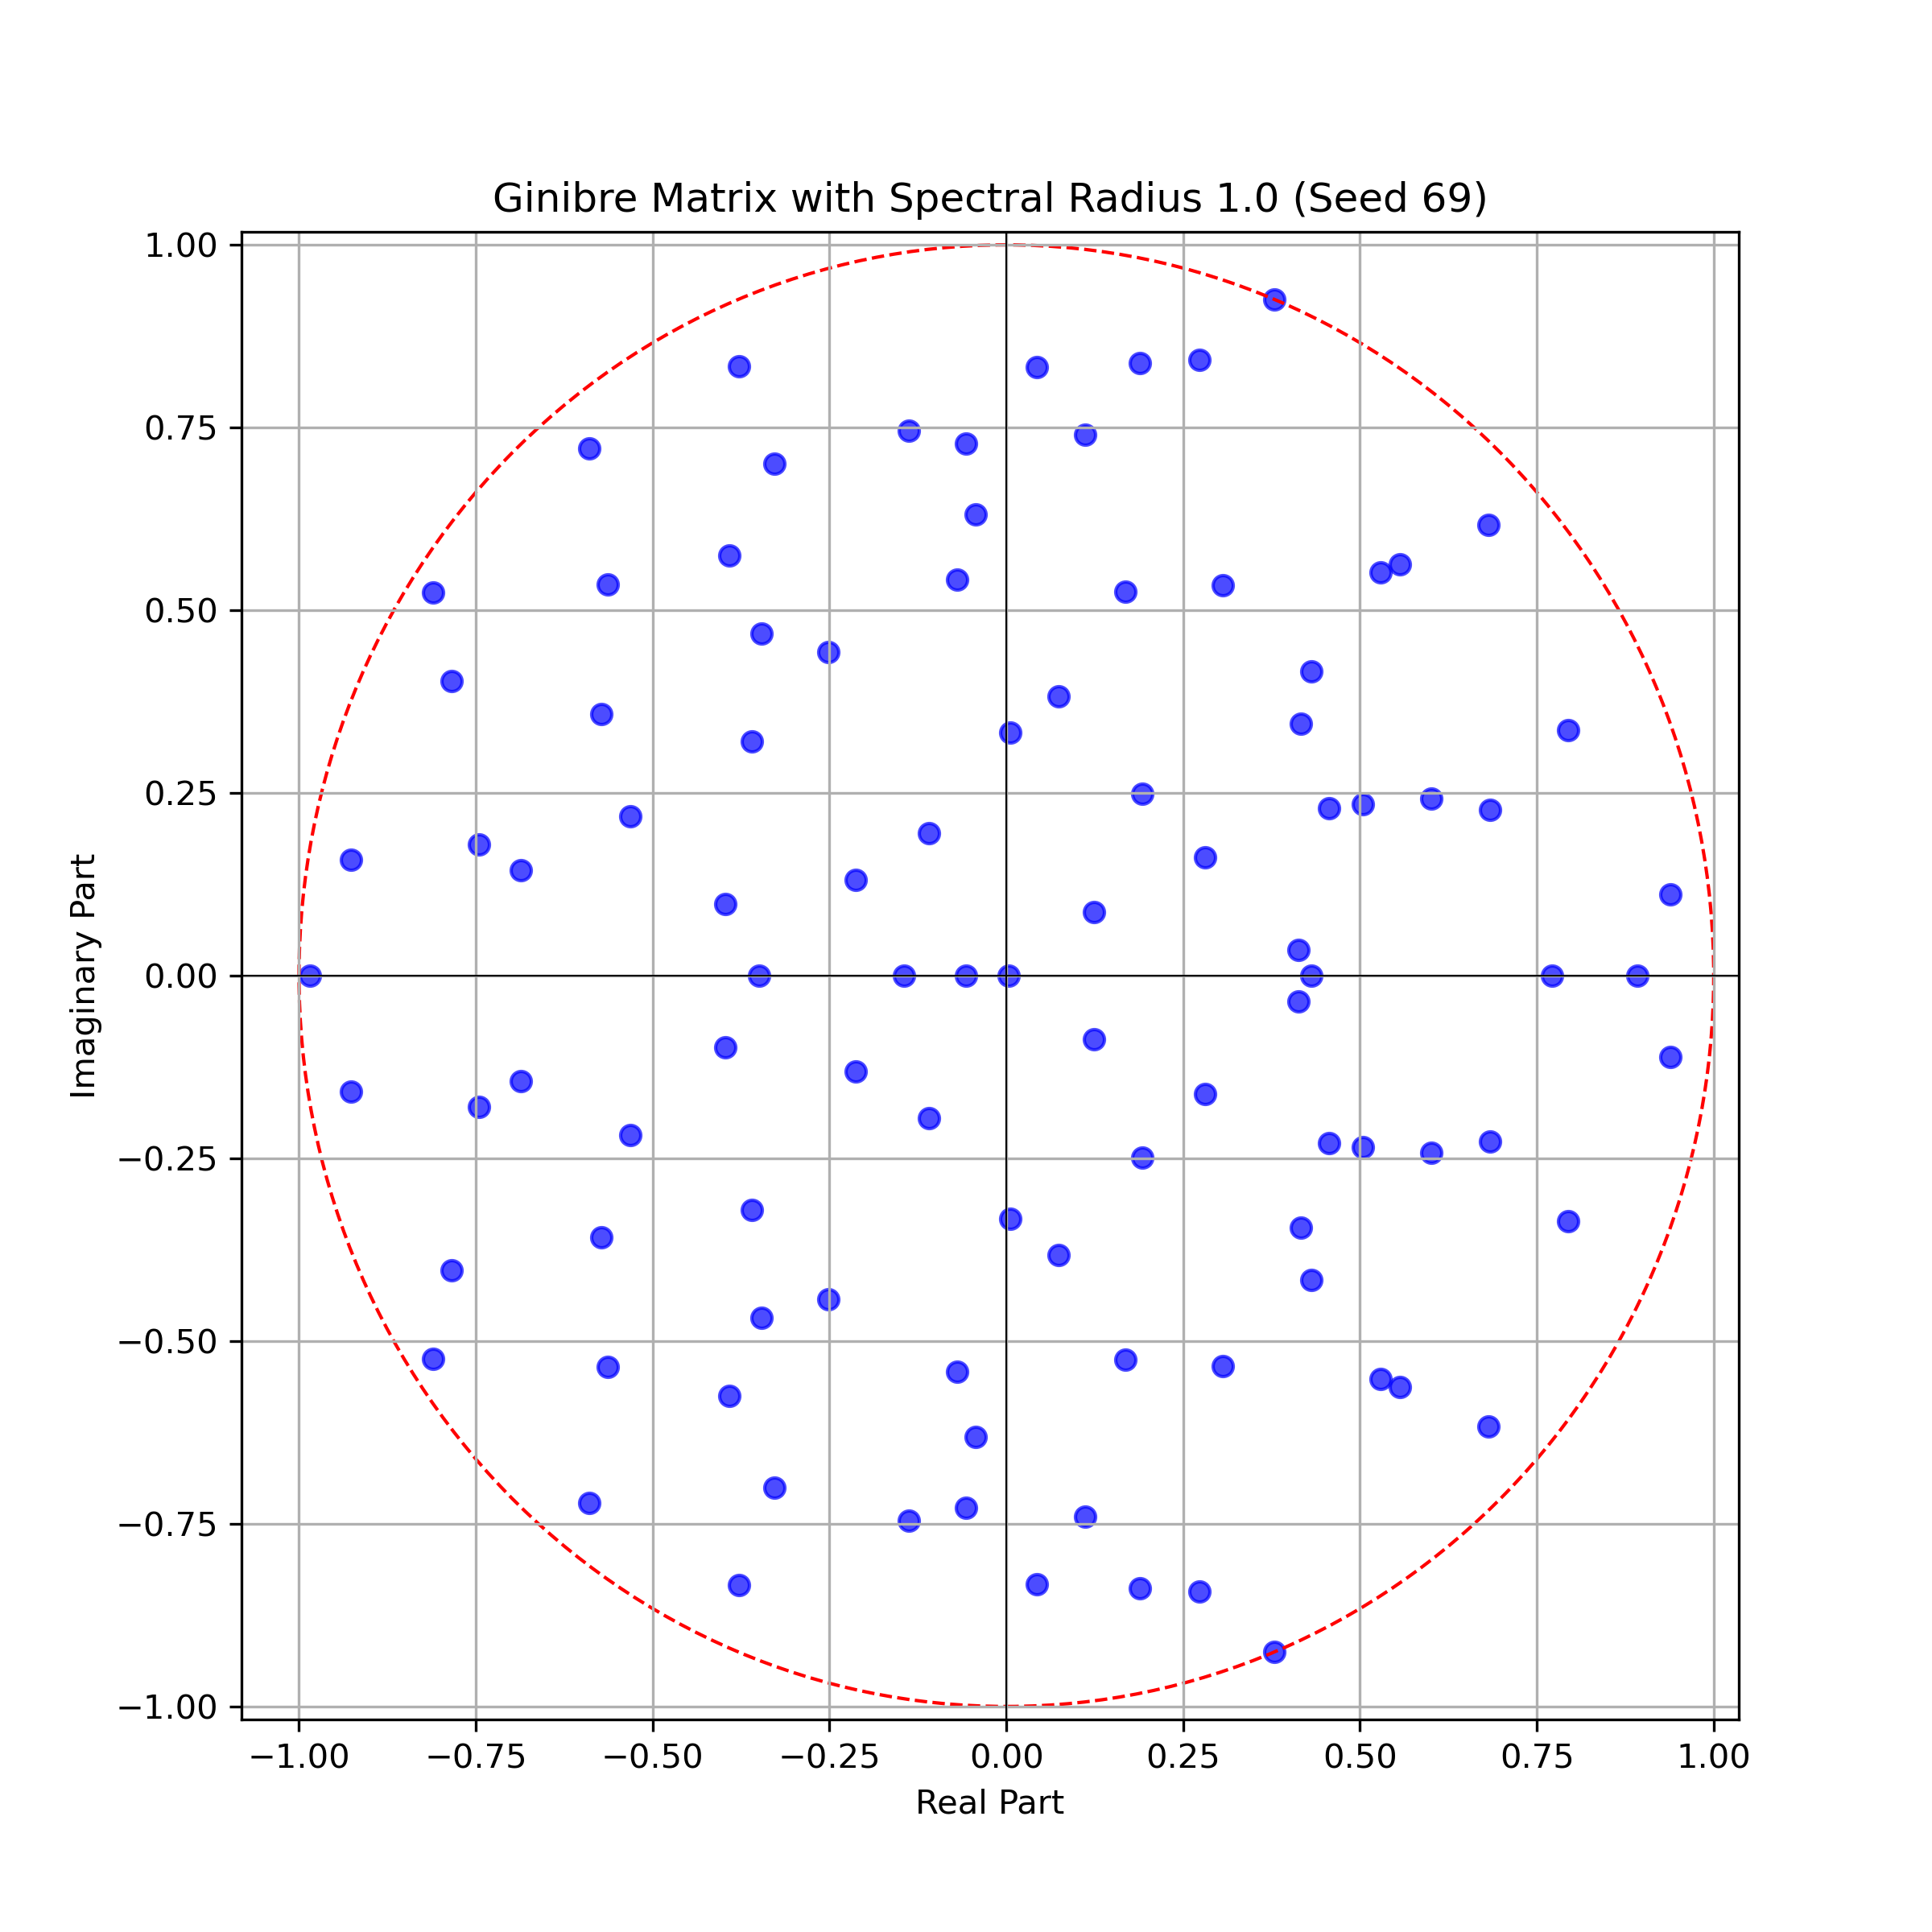 Ginibre Matrix with Spectral Radius 1.0 (Seed 69)
1.00
0.75
0.50
0.25
0.00
−0.25
−0.50
−0.75
−1.00
Imaginary Part
−1.00 −0.75 −0.50 −0.25 0.00 0.25 0.50 0.75 1.00
Real Part